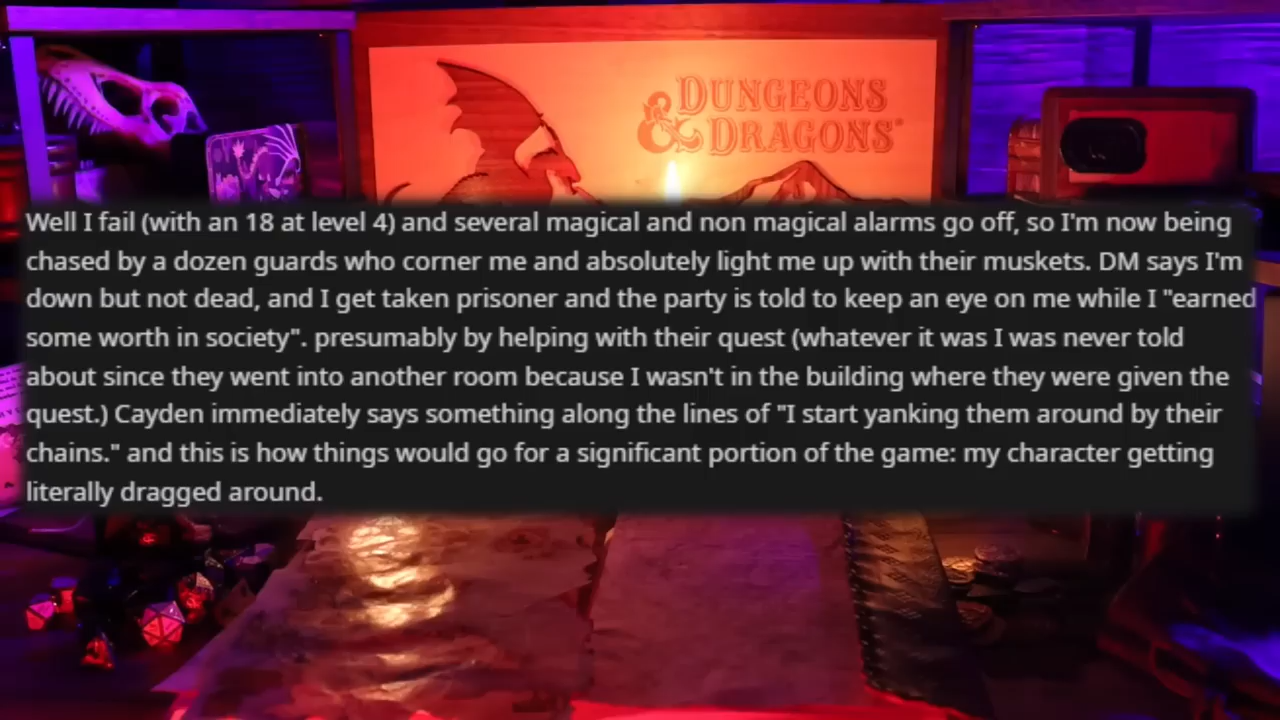 DUNGEONS
& DRAGONS
Well I fail (with an 18 at level 4) and several magical and non magical alarms go off, so I'm now being
chased by a dozen guards who corner me and absolutely light me up with their muskets. DM says I'm
down but not dead, and I get taken prisoner and the party is told to keep an eye on me while I "earned
some worth in society". presumably by helping with their quest (whatever it was I was never told
about since they went into another room because I wasn't in the building where they were given the
quest.) Cayden immediately says something along the lines of "I start yanking them around by their
chains." and this is how things would go for a significant portion of the game: my character getting
literally dragged around.